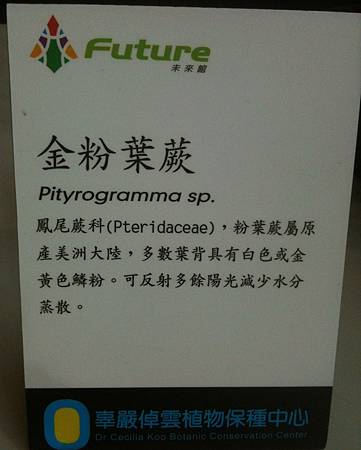 Future
未來館
金粉葉蕨
Pityrogramma sp.
鳳尾蕨科(Pteridaceae)，粉葉蕨屬原
產美洲大陸，多數葉背具有白色或金
黃色鱗粉。可反射多餘陽光減少水分
蒸散。
辜嚴倬雲植物保種中心
Dr.Cecilia Koo Botanic Conservation Center